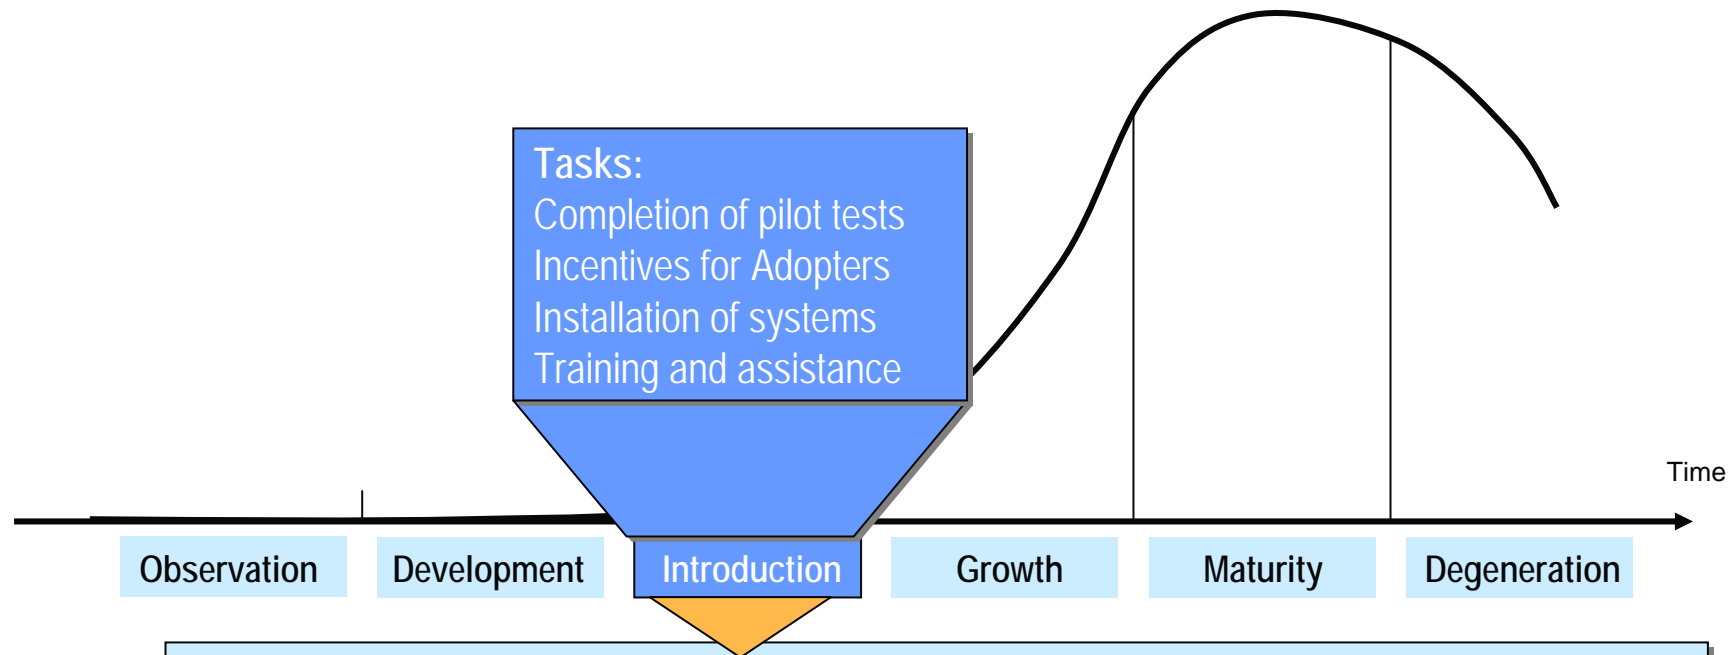 Tasks:
Completion of pilot tests
Incentives for Adopters
Installation of systems
Training and assistance
Time
Observation
Development
Introduction
Growth
Maturity
Degeneration